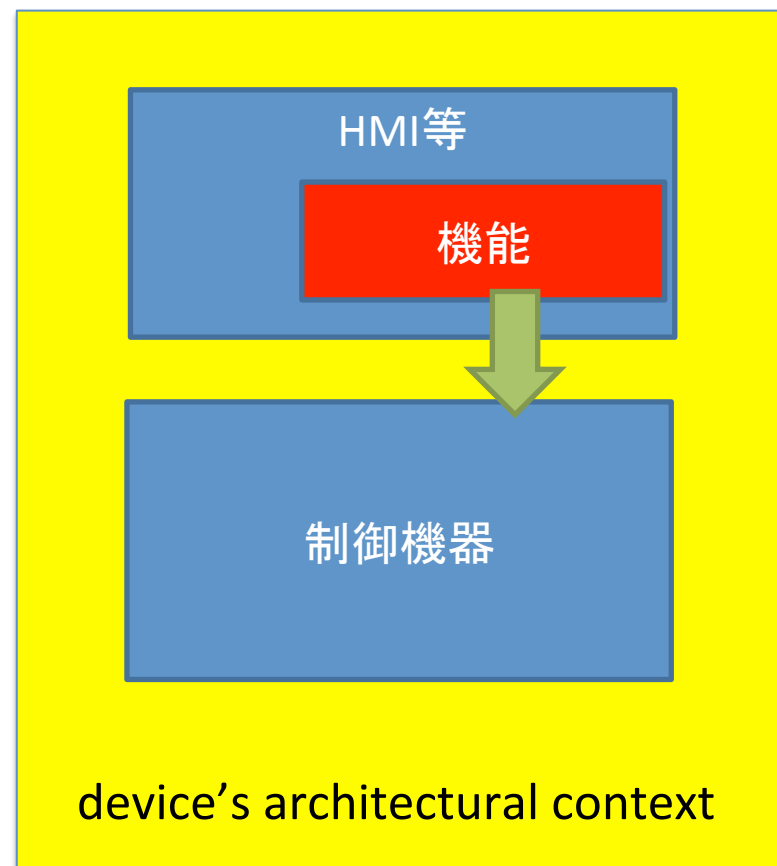 HMI等
機能
制御機器
device’s architectural context